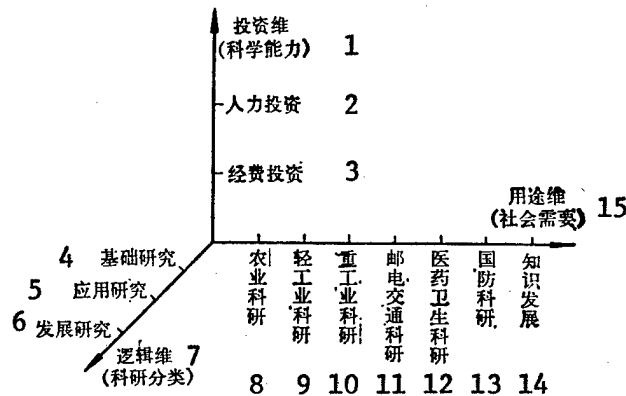 投资维
(科学能力) 1
人力投资 2
经费投资 3
用途维
(社会需要) 15
4 基础研究
5 应用研究
6 发展研究
逻辑维 7
(科研分类)
农业科研
轻工业科研
重工业科研
邮电交通科研
医药卫生科研
国防科研
知识发展
8 9 10 11 12 13 14